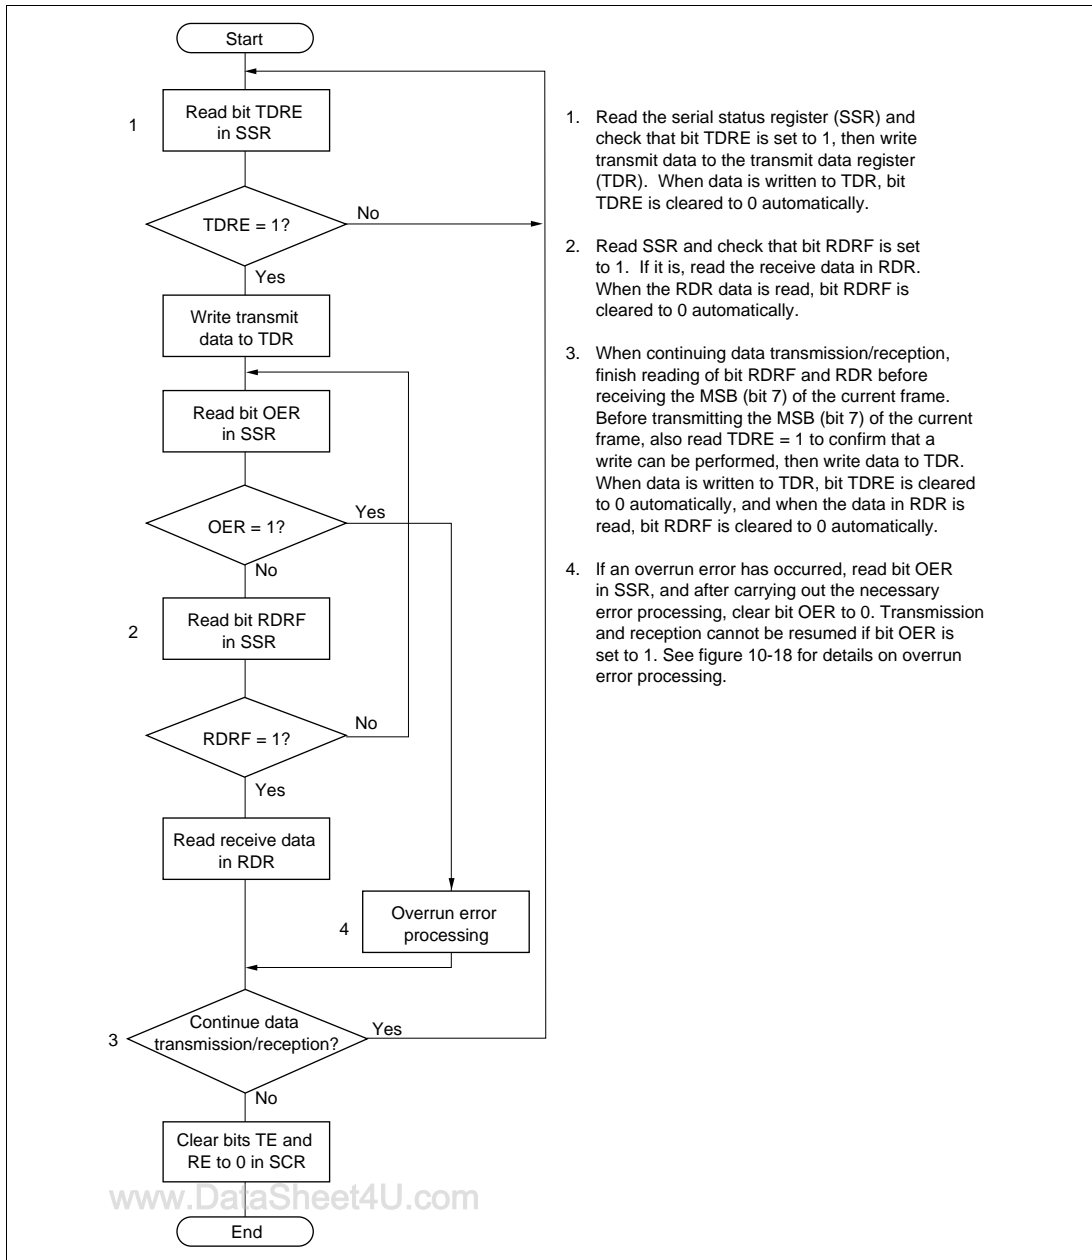 Start
1
Read bit TDRE
in SSR
TDRE = 1?
No
Yes
Write transmit
data to TDR
Read bit OER
in SSR
OER = 1?
Yes
No
2
Read bit RDRF
in SSR
RDRF = 1?
No
Yes
Read receive data
in RDR
4
Overrun error
processing
3
Continue data
transmission/reception?
Yes
No
Clear bits TE and
RE to 0 in SCR
www.DataSheet4U.com
End
1. Read the serial status register (SSR) and
check that bit TDRE is set to 1, then write
transmit data to the transmit data register
(TDR). When data is written to TDR, bit
TDRE is cleared to 0 automatically.
2. Read SSR and check that bit RDRF is set
to 1. If it is, read the receive data in RDR.
When the RDR data is read, bit RDRF is
cleared to 0 automatically.
3. When continuing data transmission/reception,
finish reading of bit RDRF and RDR before
receiving the MSB (bit 7) of the current frame.
Before transmitting the MSB (bit 7) of the current
frame, also read TDRE = 1 to confirm that a
write can be performed, then write data to TDR.
When data is written to TDR, bit TDRE is cleared
to 0 automatically, and when the data in RDR is
read, bit RDRF is cleared to 0 automatically.
4. If an overrun error has occurred, read bit OER
in SSR, and after carrying out the necessary
error processing, clear bit OER to 0. Transmission
and reception cannot be resumed if bit OER is
set to 1. See figure 10-18 for details on overrun
error processing.